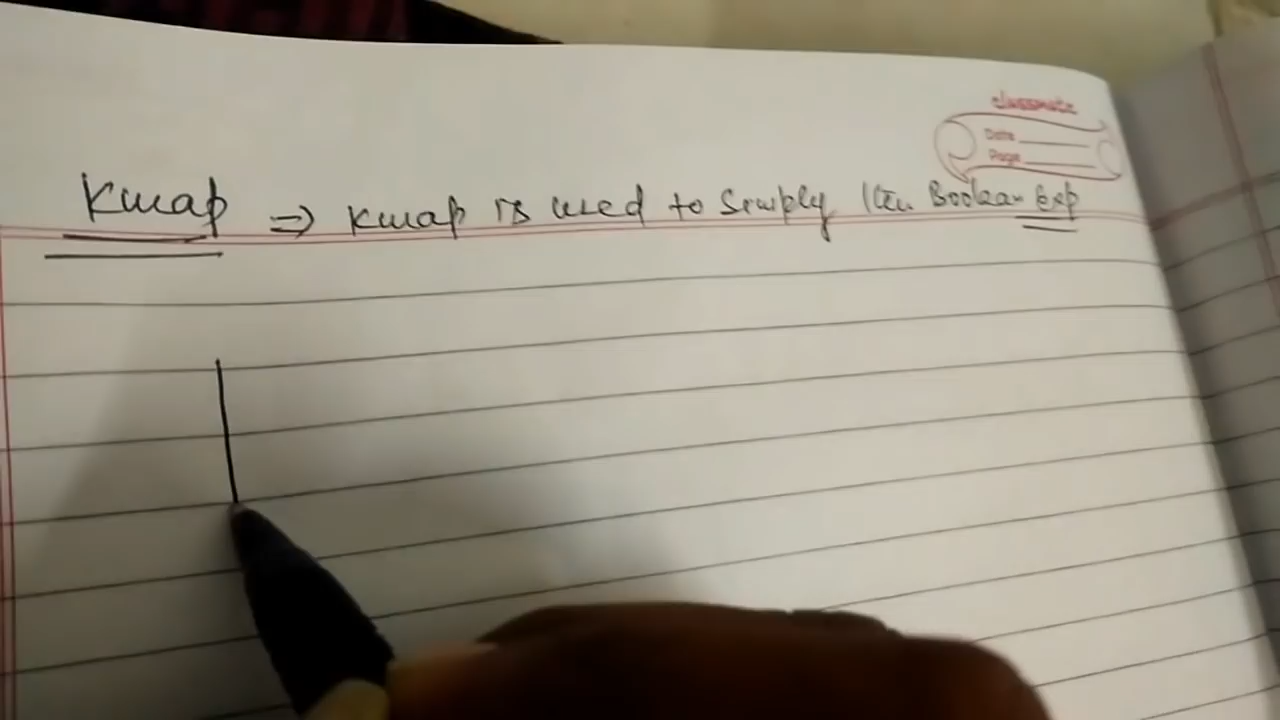 classmate
Date
Page
Kmap ⇒ Kmap is used to Simply the Boolean Exp